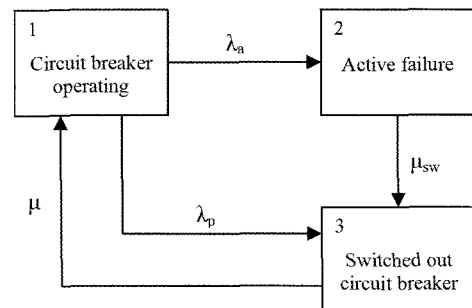 1
Circuit breaker
operating
λa
2
Active failure
μsw
μ
λp
3
Switched out
circuit breaker